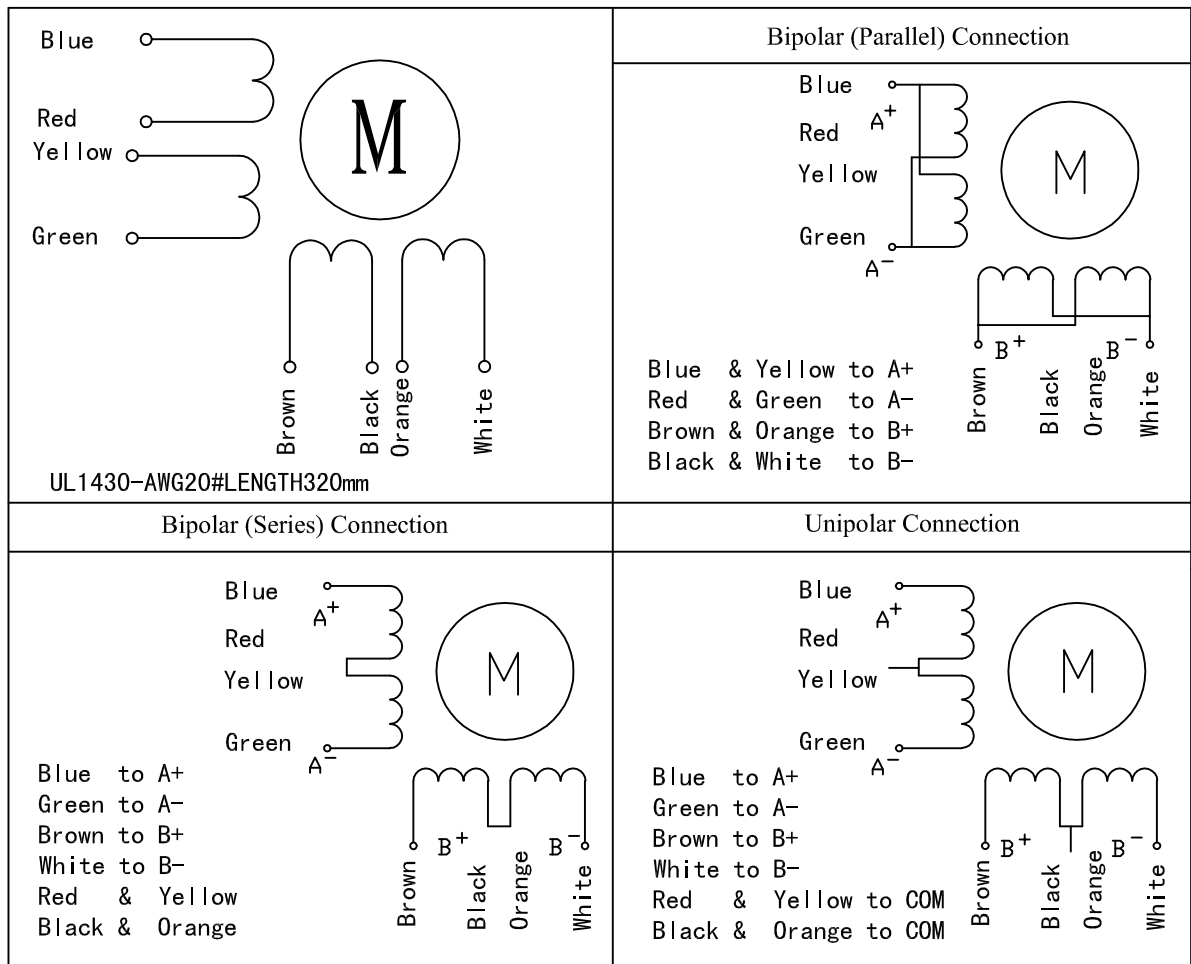 Blue
Red
Yellow
Green
M
Brown
Black
Orange
White
UL1430-AWG20#LENGTH320mm
Bipolar (Parallel) Connection
Blue
A+
Red
Yellow
Green
A-
M
B+
B-
Brown
Black
Orange
White
Blue & Yellow to A+
Red & Green to A-
Brown & Orange to B+
Black & White to B-
Bipolar (Series) Connection
Blue
A+
Red
Yellow
Green
A-
M
B+
B-
Brown
Black
Orange
White
Blue to A+
Green to A-
Brown to B+
White to B-
Red & Yellow
Black & Orange
Unipolar Connection
Blue
A+
Red
Yellow
Green
A-
M
B+
B-
Brown
Black
Orange
White
Blue to A+
Green to A-
Brown to B+
White to B-
Red & Yellow to COM
Black & Orange to COM